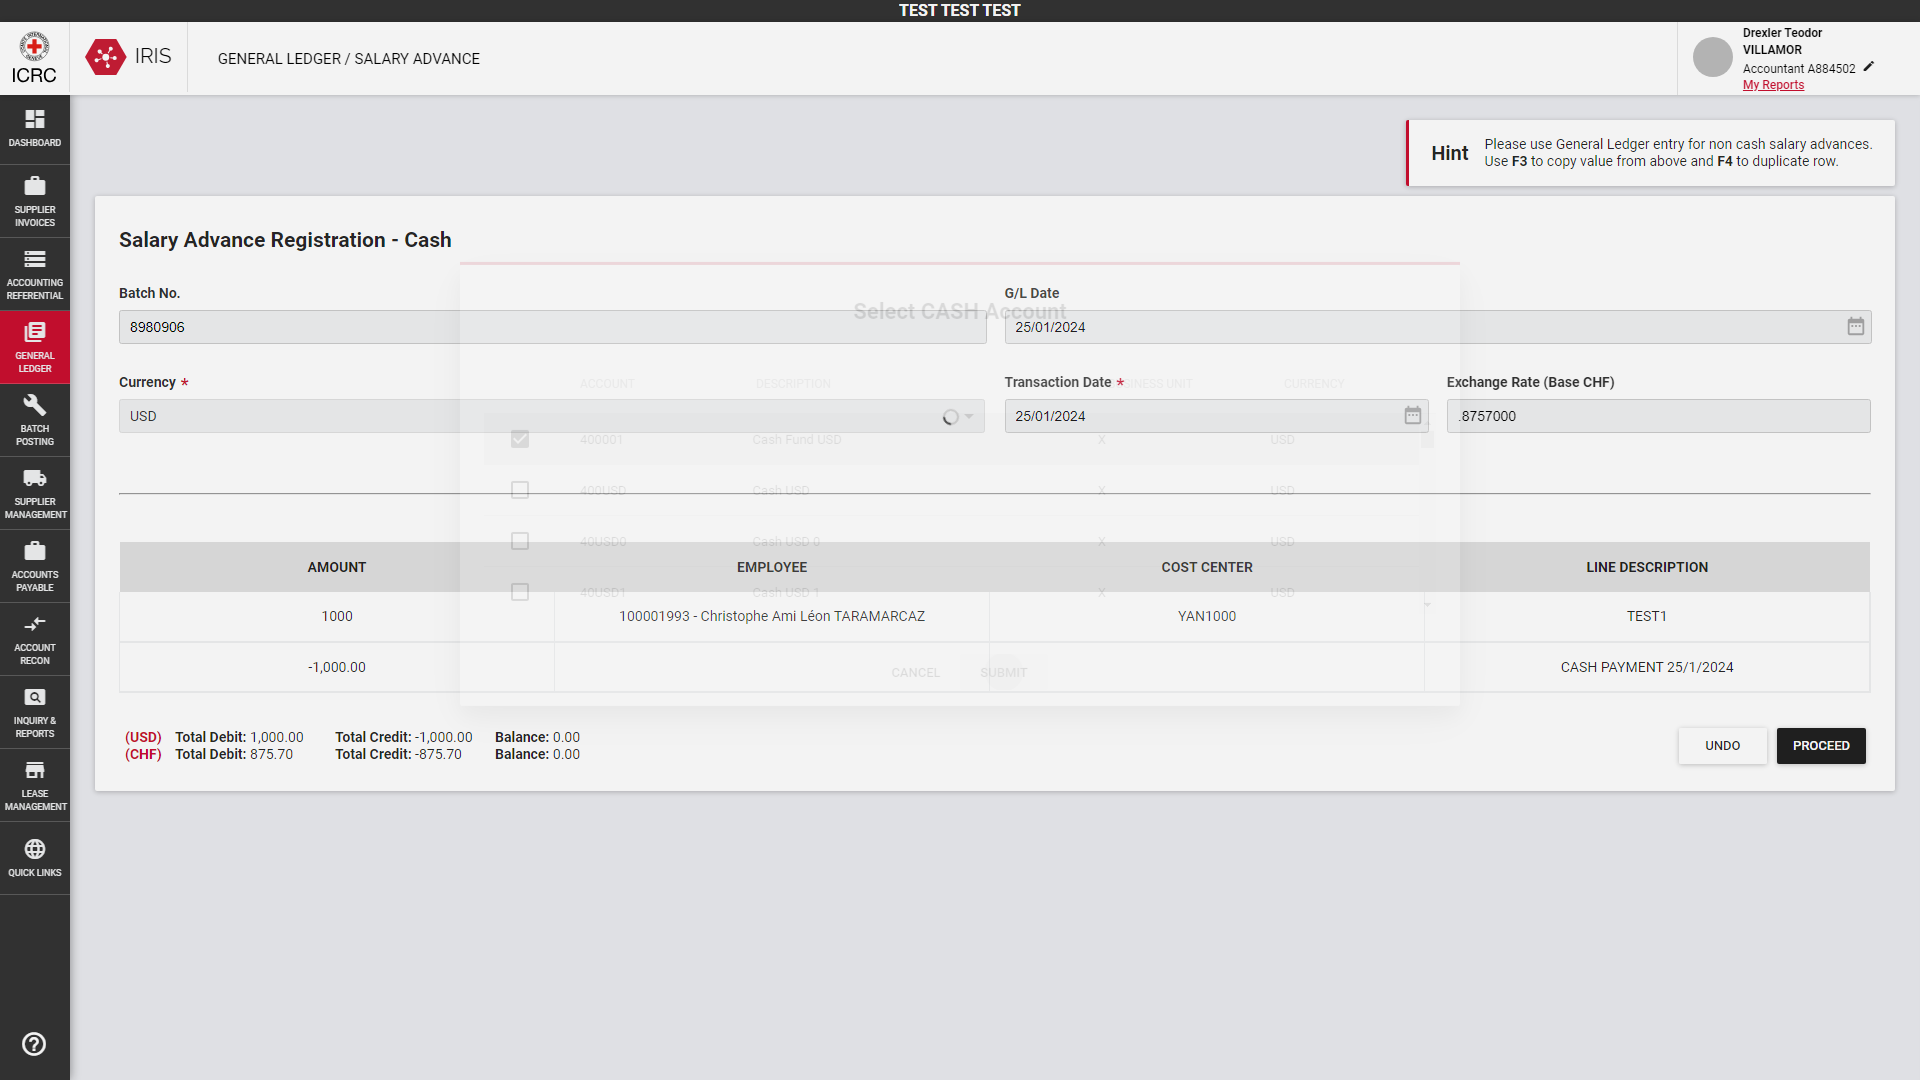 TEST TEST TEST
ICRC
IRIS
GENERAL LEDGER / SALARY ADVANCE
Drexler Teodor
VILLAMOR
Accountant A884502
My Reports
DASHBOARD
SUPPLIER
INVOICES
ACCOUNTING
REFERENTIAL
GENERAL
LEDGER
BATCH
POSTING
SUPPLIER
MANAGEMENT
ACCOUNTS
PAYABLE
ACCOUNT
RECON
INQUIRY &
REPORTS
LEASE
MANAGEMENT
QUICK LINKS
Hint
Please use General Ledger entry for non cash salary advances.
Use F3 to copy value from above and F4 to duplicate row.
Salary Advance Registration - Cash
Batch No.
8980906
G/L Date
25/01/2024
Currency *
USD
Transaction Date *
25/01/2024
Exchange Rate (Base CHF)
.8757000
Select CASH Account
ACCOUNT DESCRIPTION NESS UNIT CURRENCY
400001 Cash Fund USD X USD
400USD Cash USD X USD
40USD0 Cash USD 0 X USD
40USD1 Cash USD 1 X USD
CANCEL SUBMIT
AMOUNT EMPLOYEE COST CENTER LINE DESCRIPTION
1000 100001993 - Christophe Ami Léon TARAMARCAZ YAN1000 TEST1
-1,000.00 CASH PAYMENT 25/1/2024
(USD) Total Debit: 1,000.00 Total Credit: -1,000.00 Balance: 0.00
(CHF) Total Debit: 875.70 Total Credit: -875.70 Balance: 0.00
UNDO PROCEED